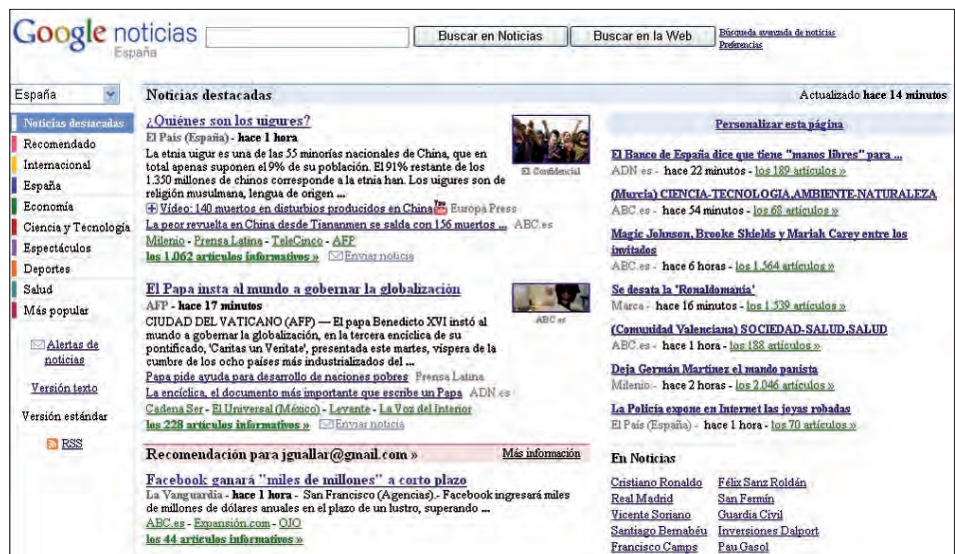 Google noticias
España
Buscar en Noticias
Buscar en la Web
Búsqueda avanzada de noticias
Preferencias
España
Noticias destacadas
Actualizado hace 14 minutos
Noticias destacadas
Recomendado
Internacional
España
Economía
Ciencia y Tecnología
Espectáculos
Deportes
Salud
Más popular
Alertas de
noticias
Versión texto
Versión estándar
RSS
¿Quiénes son los uigures?
El País (España) - hace 1 hora
La etnia uigur es una de las 55 minorías nacionales de China, que en
total apenas suponen el 9% de su población. El 91% restante de los
1.350 millones de chinos corresponde a la etnia han. Los uigures son de
religión musulmana, lengua de origen ...
Vídeo: 140 muertos en disturbios producidos en China You Europa Press
La peor revuelta en China desde Tiananmen se salda con 156 muertos ... ABC.es
Milenio - Prensa Latina - TeleCinco - AFP
los 1.062 artículos informativos »
Enviar noticia
El Confidencial
El Papa insta al mundo a gobernar la globalización
AFP - hace 17 minutos
CIUDAD DEL VATICANO (AFP) — El papa Benedicto XVI instó al
mundo a gobernar la globalización, en la tercera encíclica de su
pontificado, 'Caritas un Veritate', presentada este martes, víspera de la
cumbre de los ocho países más industrializados del ...
Papa pide ayuda para desarrollo de naciones pobres Prensa Latina
La encíclica, el documento más importante que escribe un Papa ADN.es
Cadena Ser - El Universal (México) - Levante - La Voz del Interior
los 228 artículos informativos »
Enviar noticia
ABC.es
Recomendación para jguallar@gmail.com »
Más información
Facebook ganará "miles de millones" a corto plazo
La Vanguardia - hace 1 hora - San Francisco (Agencias).- Facebook ingresará miles
de millones de dólares anuales en el plazo de un lustro, superando ...
ABC.es - Expansión.com - OJO
los 44 artículos informativos »
Personalizar esta página
El Banco de España dice que tiene "manos libres" para ...
ADN.es - hace 22 minutos - los 189 artículos »
(Murcia) CIENCIA-TECNOLOGIA,AMBIENTE-NATURALEZA
ABC.es - hace 54 minutos - los 68 artículos »
Magic Johnson, Brooke Shields y Mariah Carey entre los
invitados
ABC.es - hace 6 horas - los 1.564 artículos »
Se desata la 'Ronaldomanía'
Marca - hace 16 minutos - los 1.539 artículos »
(Comunidad Valenciana) SOCIEDAD-SALUD,SALUD
ABC.es - hace 1 hora - los 188 artículos »
Deja Germán Martínez el mando panista
Milenio - hace 2 horas - los 2.046 artículos »
La Policía expone en Internet las joyas robadas
El País (España) - hace 1 hora - los 70 artículos »
En Noticias
Cristiano Ronaldo
Félix Sanz Roldán
Real Madrid
San Fermín
Vicente Soriano
Guardia Civil
Santiago Bernabéu
Inversiones Dalport
Francisco Camps
Pau Gasol